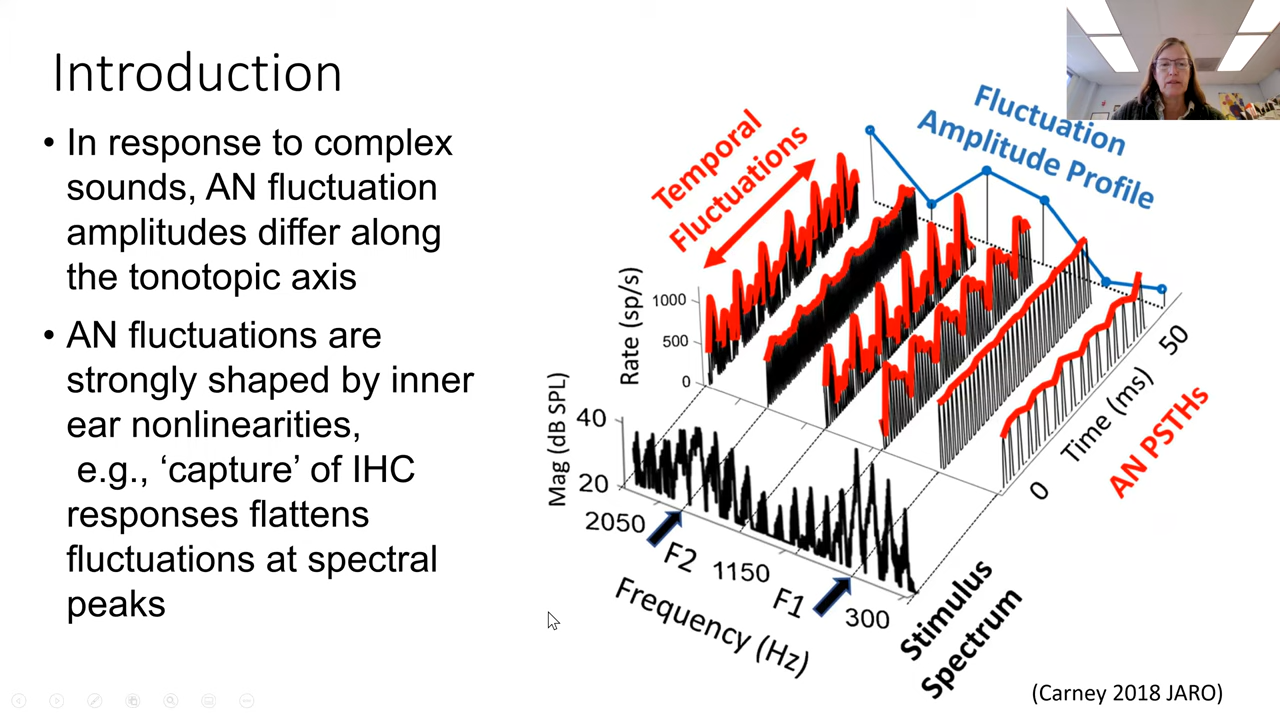 Introduction
• In response to complex
sounds, AN fluctuation
amplitudes differ along
the tonotopic axis
• AN fluctuations are
strongly shaped by inner
ear nonlinearities,
e.g., ‘capture’ of IHC
responses flattens
fluctuations at spectral
peaks
Temporal
Fluctuations
Fluctuation
Amplitude Profile
Rate (sp/s)
1000
500
0
Mag (dB SPL)
40
20
2050
F2
1150
F1
300
Frequency (Hz)
Stimulus
Spectrum
0
Time (ms)
50
AN PSTHs
(Carney 2018 JARO)